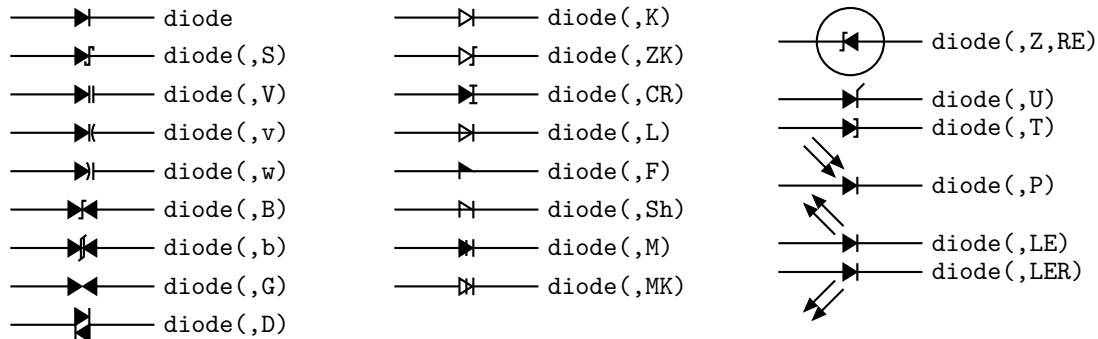 diode
diode(,S)
diode(,V)
diode(,v)
diode(,w)
diode(,B)
diode(,b)
diode(,G)
diode(,D)
diode(,K)
diode(,ZK)
diode(,CR)
diode(,L)
diode(,F)
diode(,Sh)
diode(,M)
diode(,MK)
diode(,Z,RE)
diode(,U)
diode(,T)
diode(,P)
diode(,LE)
diode(,LER)